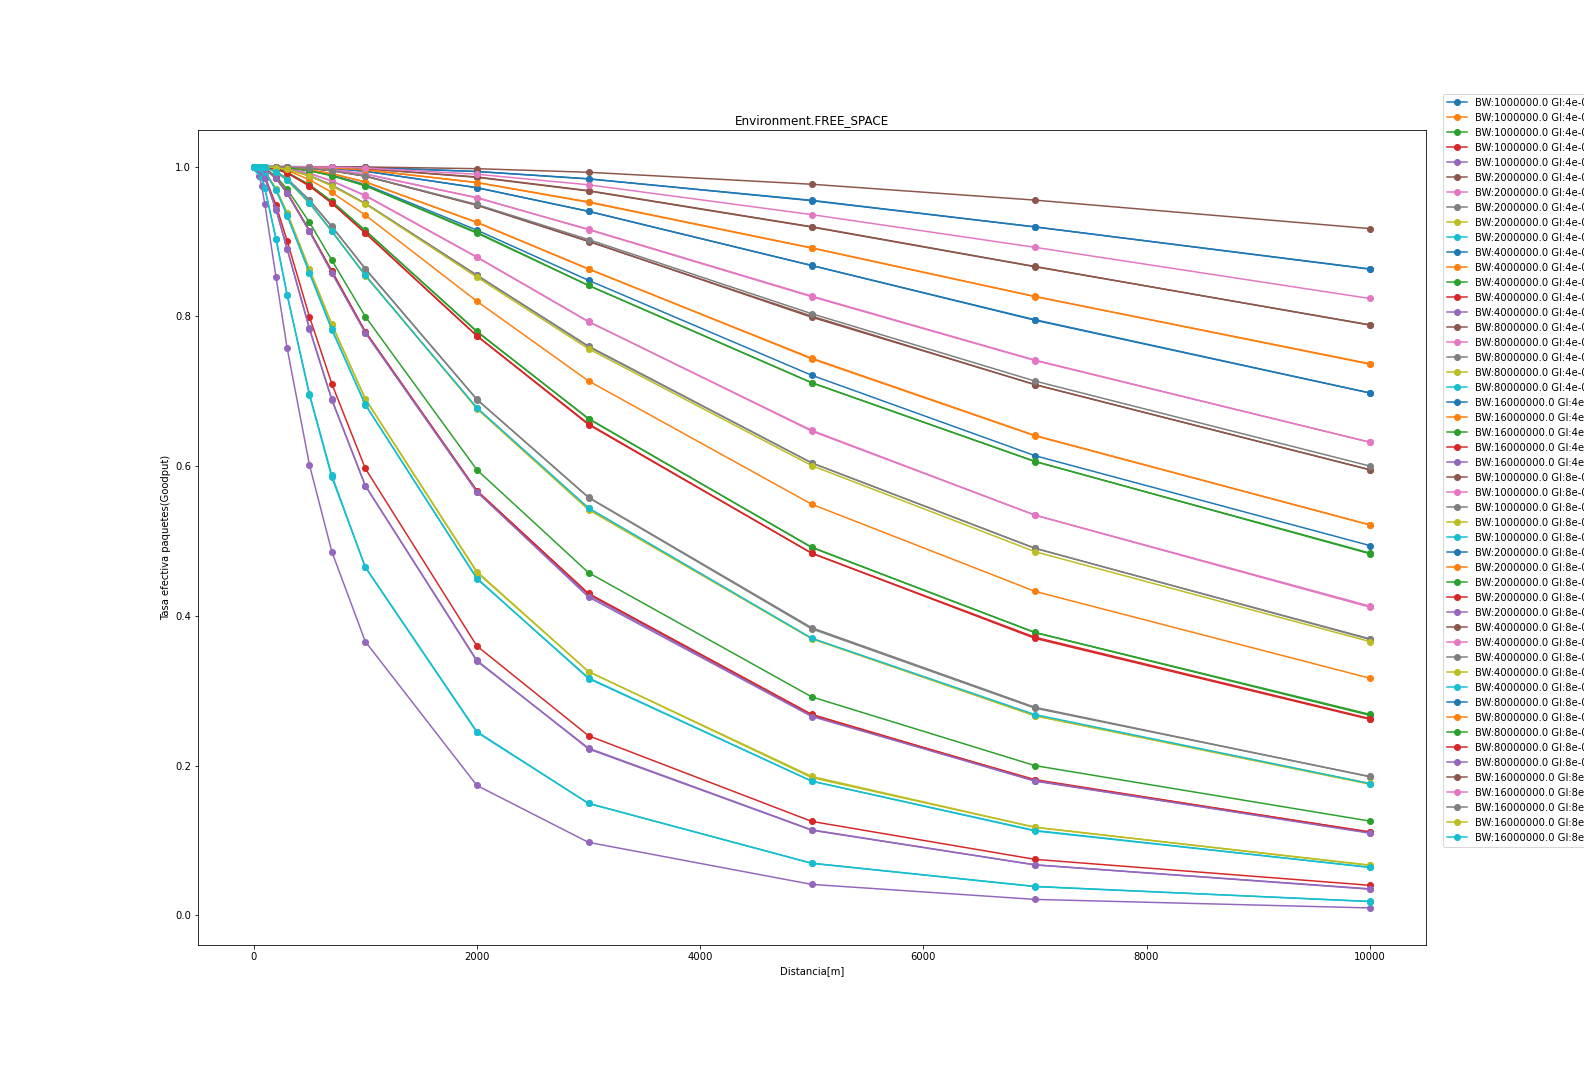 Environment.FREE_SPACE
1.0
0.8
0.6
0.4
0.2
0.0
Tasa efectiva paquetes(Goodput)
0
2000
4000
6000
8000
10000
Distancia[m]
BW:1000000.0 GI:4e-0
BW:1000000.0 GI:4e-0
BW:1000000.0 GI:4e-0
BW:1000000.0 GI:4e-0
BW:1000000.0 GI:4e-0
BW:2000000.0 GI:4e-0
BW:2000000.0 GI:4e-0
BW:2000000.0 GI:4e-0
BW:2000000.0 GI:4e-0
BW:2000000.0 GI:4e-0
BW:4000000.0 GI:4e-0
BW:4000000.0 GI:4e-0
BW:4000000.0 GI:4e-0
BW:4000000.0 GI:4e-0
BW:4000000.0 GI:4e-0
BW:8000000.0 GI:4e-0
BW:8000000.0 GI:4e-0
BW:8000000.0 GI:4e-0
BW:8000000.0 GI:4e-0
BW:8000000.0 GI:4e-0
BW:16000000.0 GI:4e
BW:16000000.0 GI:4e
BW:16000000.0 GI:4e
BW:16000000.0 GI:4e
BW:16000000.0 GI:4e
BW:1000000.0 GI:8e-0
BW:1000000.0 GI:8e-0
BW:1000000.0 GI:8e-0
BW:1000000.0 GI:8e-0
BW:1000000.0 GI:8e-0
BW:2000000.0 GI:8e-0
BW:2000000.0 GI:8e-0
BW:2000000.0 GI:8e-0
BW:2000000.0 GI:8e-0
BW:2000000.0 GI:8e-0
BW:4000000.0 GI:8e-0
BW:4000000.0 GI:8e-0
BW:4000000.0 GI:8e-0
BW:4000000.0 GI:8e-0
BW:4000000.0 GI:8e-0
BW:8000000.0 GI:8e-0
BW:8000000.0 GI:8e-0
BW:8000000.0 GI:8e-0
BW:8000000.0 GI:8e-0
BW:8000000.0 GI:8e-0
BW:16000000.0 GI:8e
BW:16000000.0 GI:8e
BW:16000000.0 GI:8e
BW:16000000.0 GI:8e
BW:16000000.0 GI:8e